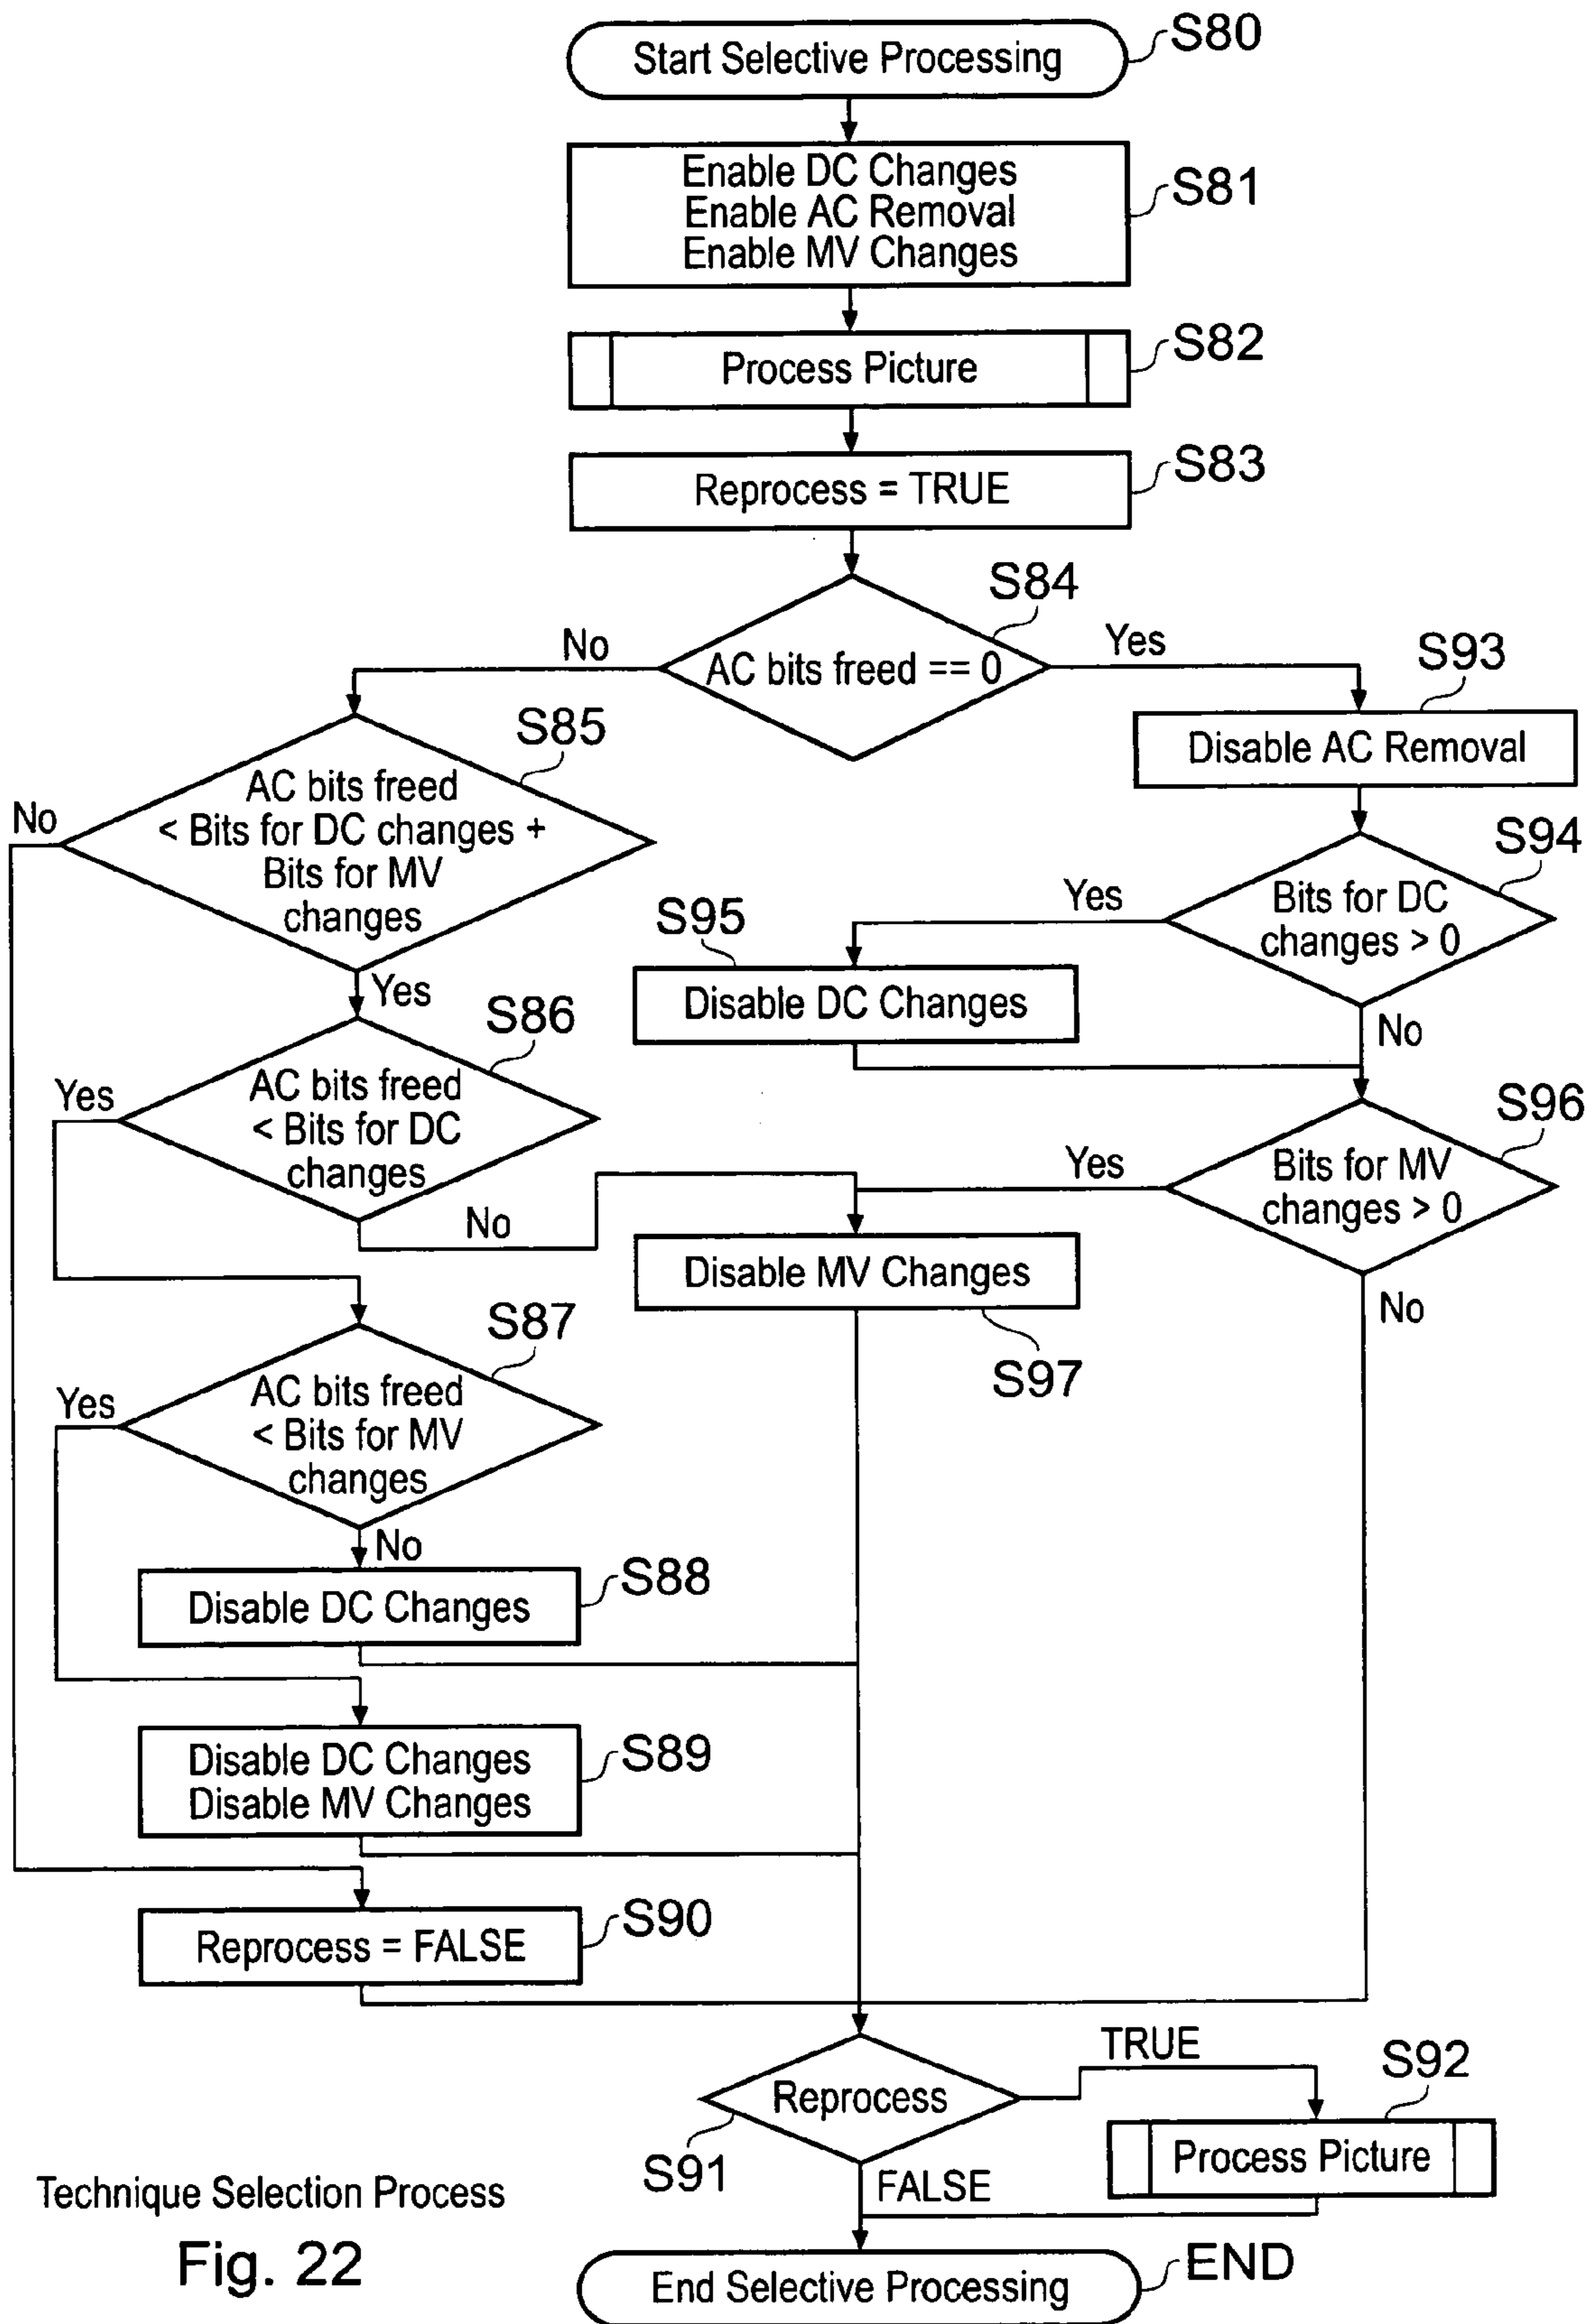 Start Selective Processing
S80
Enable DC Changes
Enable AC Removal
Enable MV Changes
S81
Process Picture
S82
Reprocess = TRUE
S83
S84
AC bits freed == 0
No
Yes
S85
AC bits freed
< Bits for DC changes +
Bits for MV
changes
No
Yes
S93
Disable AC Removal
S94
Bits for DC
changes > 0
Yes
No
S95
Disable DC Changes
S86
AC bits freed
< Bits for DC
changes
Yes
No
S96
Bits for MV
changes > 0
Yes
No
Disable MV Changes
S97
S87
AC bits freed
< Bits for MV
changes
Yes
No
Disable DC Changes
S88
Disable DC Changes
Disable MV Changes
S89
Reprocess = FALSE
S90
Reprocess
S91
TRUE
FALSE
S92
Process Picture
End Selective Processing
END
Technique Selection Process
Fig. 22